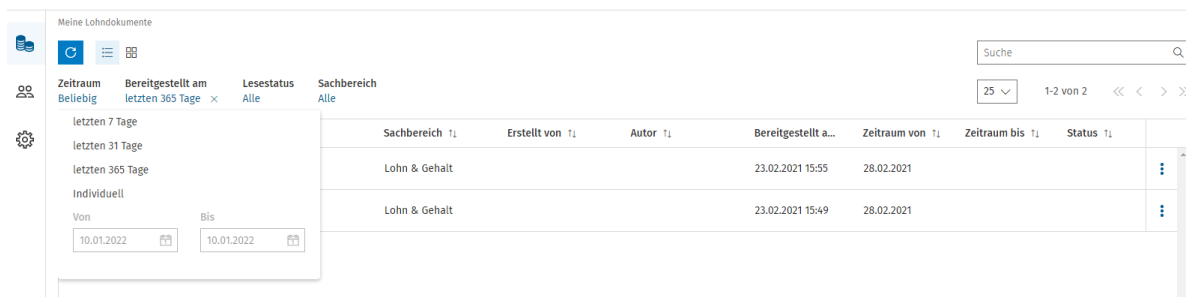 Meine Lohndokumente
Suche
Zeitraum Bereitgestellt am Lesestatus Sachbereich
Beliebig letzten 365 Tage × Alle Alle
25 1-2 von 2
letzten 7 Tage
letzten 31 Tage
letzten 365 Tage
Individuell
Von Bis
10.01.2022 10.01.2022
Sachbereich Erstellt von Autor Bereitgestellt a... Zeitraum von Zeitraum bis Status
Lohn & Gehalt 23.02.2021 15:55 28.02.2021
Lohn & Gehalt 23.02.2021 15:49 28.02.2021